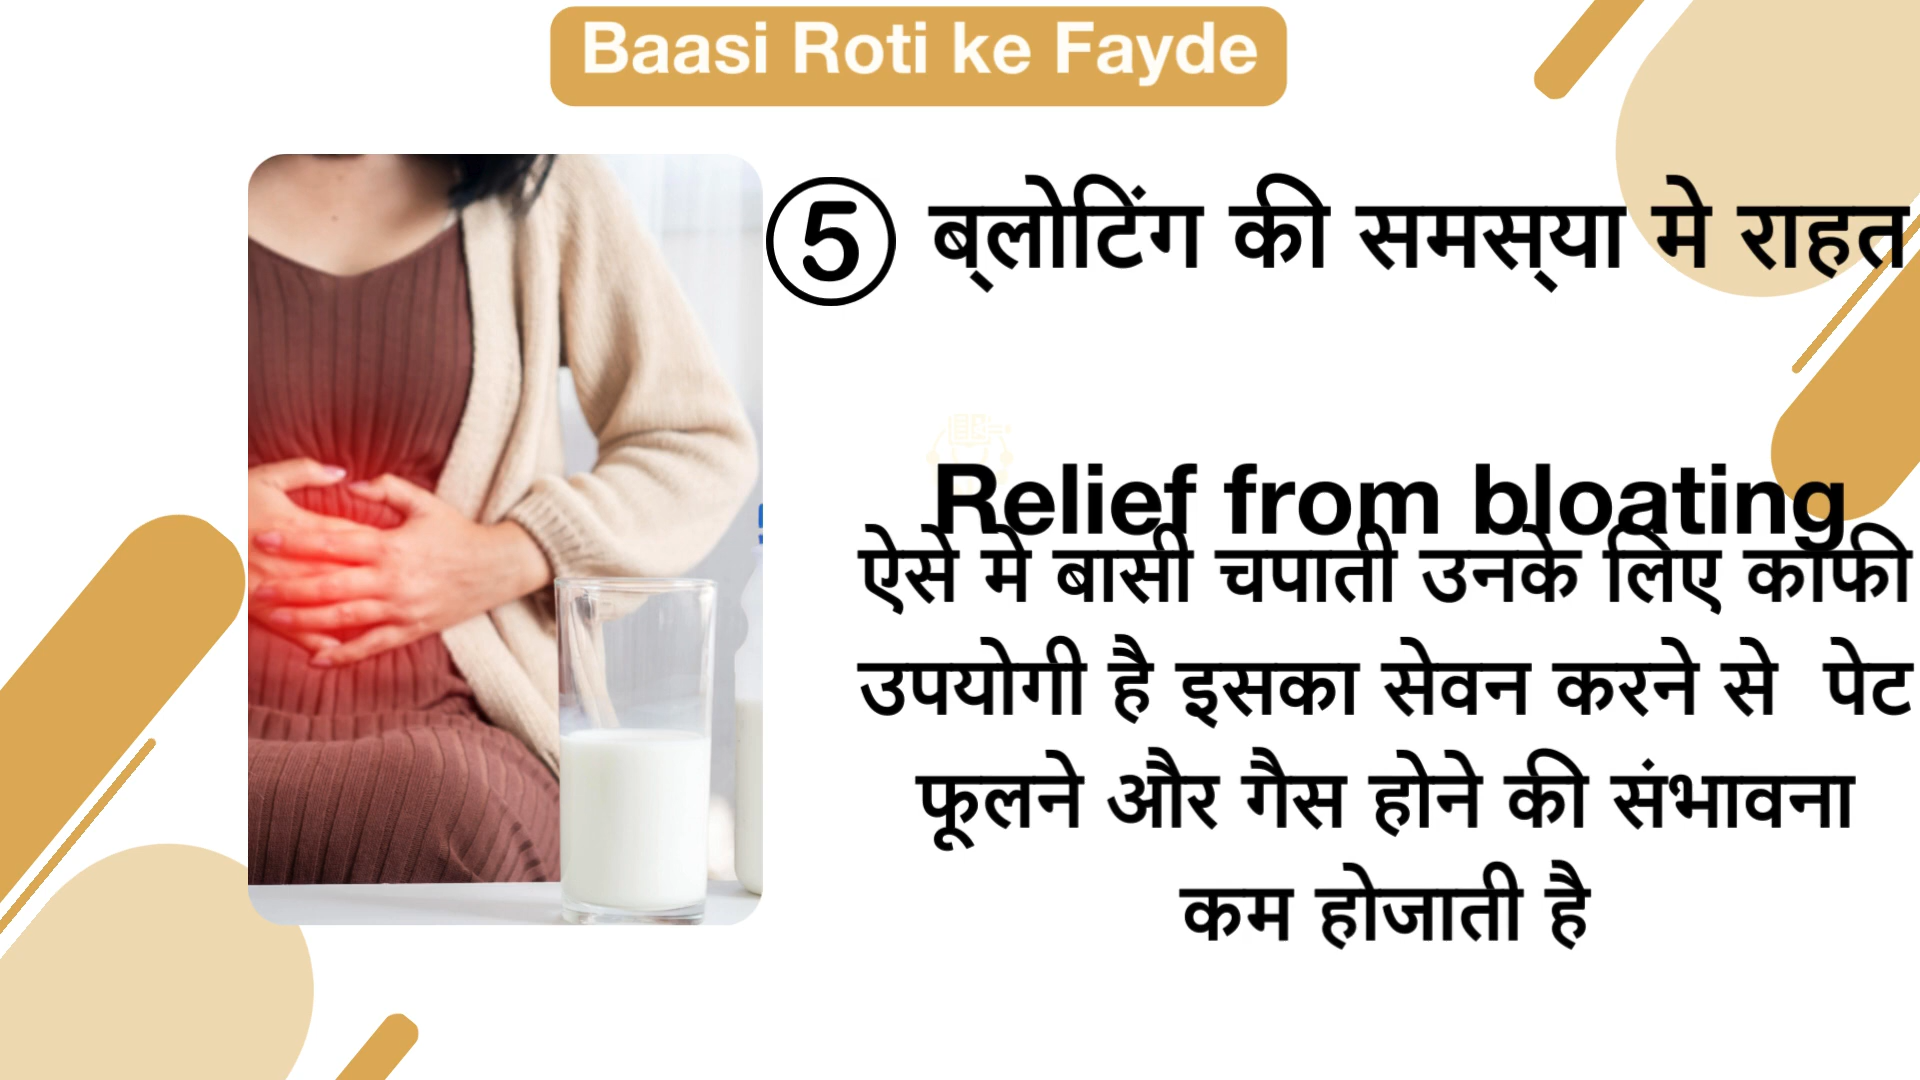 Baasi Roti ke Fayde
5 ब्लोटिंग की समस्या मे राहत
Relief from bloating
ऐसे मे बासी चपाती उनके लिए काफी
उपयोगी है इसका सेवन करने से पेट
फूलने और गैस होने की संभावना
कम होजाती है